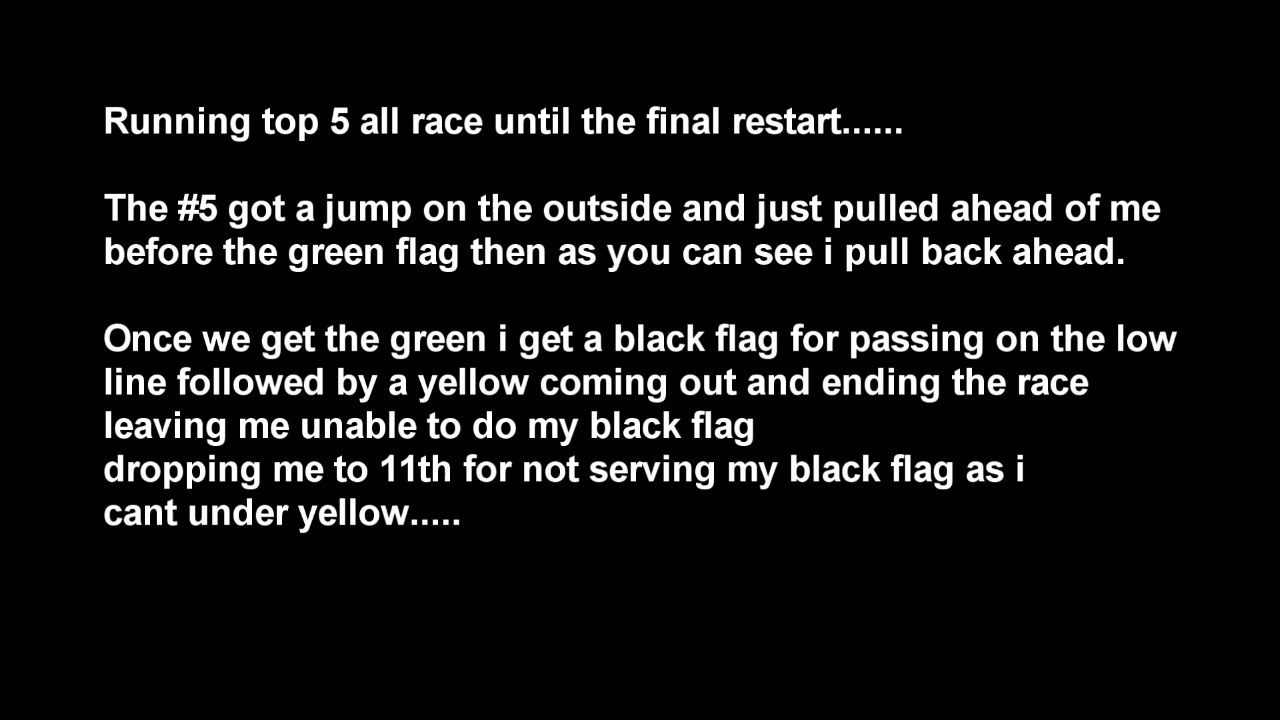 Running top 5 all race until the final restart......
The #5 got a jump on the outside and just pulled ahead of me
before the green flag then as you can see i pull back ahead.
Once we get the green i get a black flag for passing on the low
line followed by a yellow coming out and ending the race
leaving me unable to do my black flag
dropping me to 11th for not serving my black flag as i
cant under yellow.....